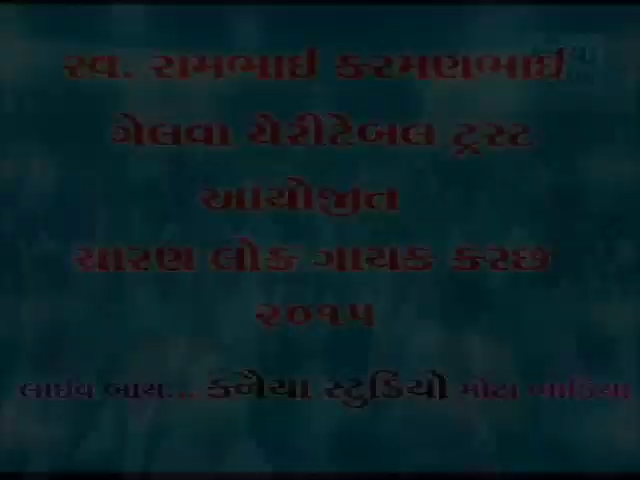 સ્વ. રામભાઇ કરમણભાઇ
ગેલવા ચેરીટેબલ ટ્રસ્ટ
આયોજીત
ચારણ લોક ગાયક કચ્છ
૨૦૧૫
લાઈવ બાય... કનૈયા સ્ટુડિયો મોટા ભાડિયા